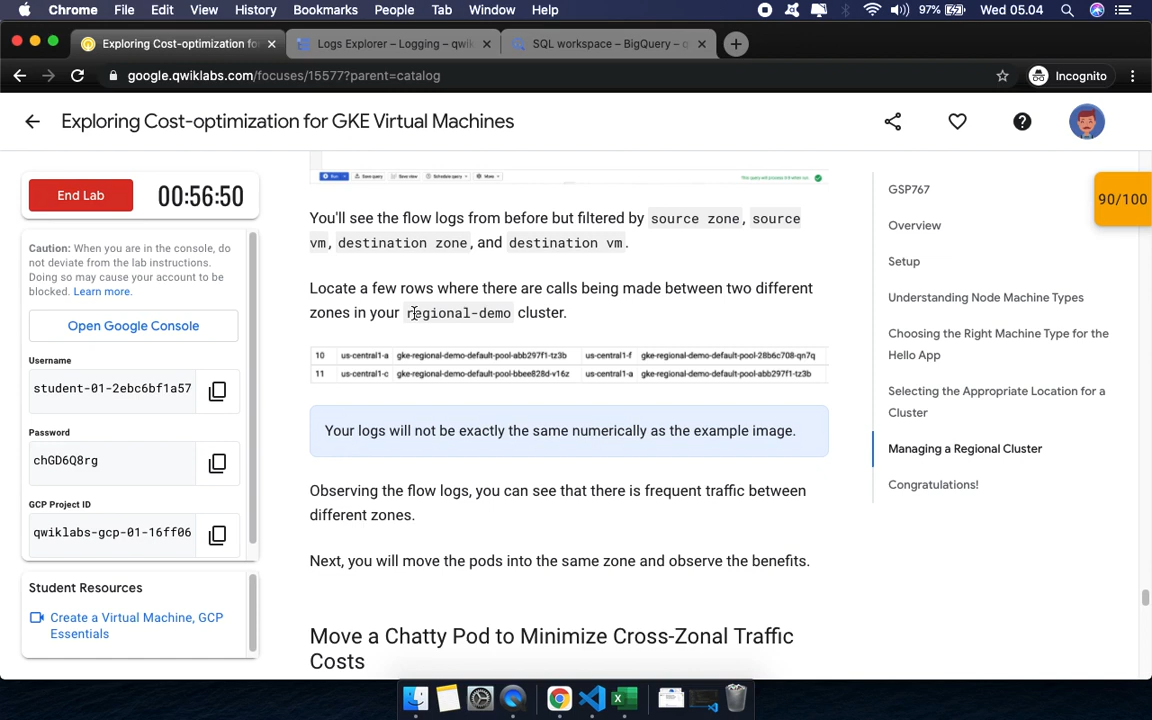 Chrome File Edit View History Bookmarks People Tab Window Help 97% Wed 05.04
Exploring Cost-optimization fo
Logs Explorer – Logging – qwik
SQL workspace – BigQuery – q
google.qwiklabs.com/focuses/15577?parent=catalog
Incognito
Exploring Cost-optimization for GKE Virtual Machines
End Lab
00:56:50
Caution: When you are in the console, do
not deviate from the lab instructions.
Doing so may cause your account to be
blocked. Learn more.
Open Google Console
Username
student-01-2ebc6bf1a57
Password
chGD6Q8rg
GCP Project ID
qwiklabs-gcp-01-16ff06
Student Resources
Create a Virtual Machine, GCP
Essentials
Run Save query Save view Schedule query More
You'll see the flow logs from before but filtered by source zone, source
vm, destination zone, and destination vm.
Locate a few rows where there are calls being made between two different
zones in your regional-demo cluster.
10 us-central1-a gke-regional-demo-default-pool-abb297f1-tz3b us-central1-f gke-regional-demo-default-pool-28b6c708-qn7q
11 us-central1-c gke-regional-demo-default-pool-bbee828d-v16z us-central1-a gke-regional-demo-default-pool-abb297f1-tz3b
Your logs will not be exactly the same numerically as the example image.
Observing the flow logs, you can see that there is frequent traffic between
different zones.
Next, you will move the pods into the same zone and observe the benefits.
Move a Chatty Pod to Minimize Cross-Zonal Traffic
Costs
GSP767
Overview
Setup
Understanding Node Machine Types
Choosing the Right Machine Type for the
Hello App
Selecting the Appropriate Location for a
Cluster
Managing a Regional Cluster
Congratulations!
90/100